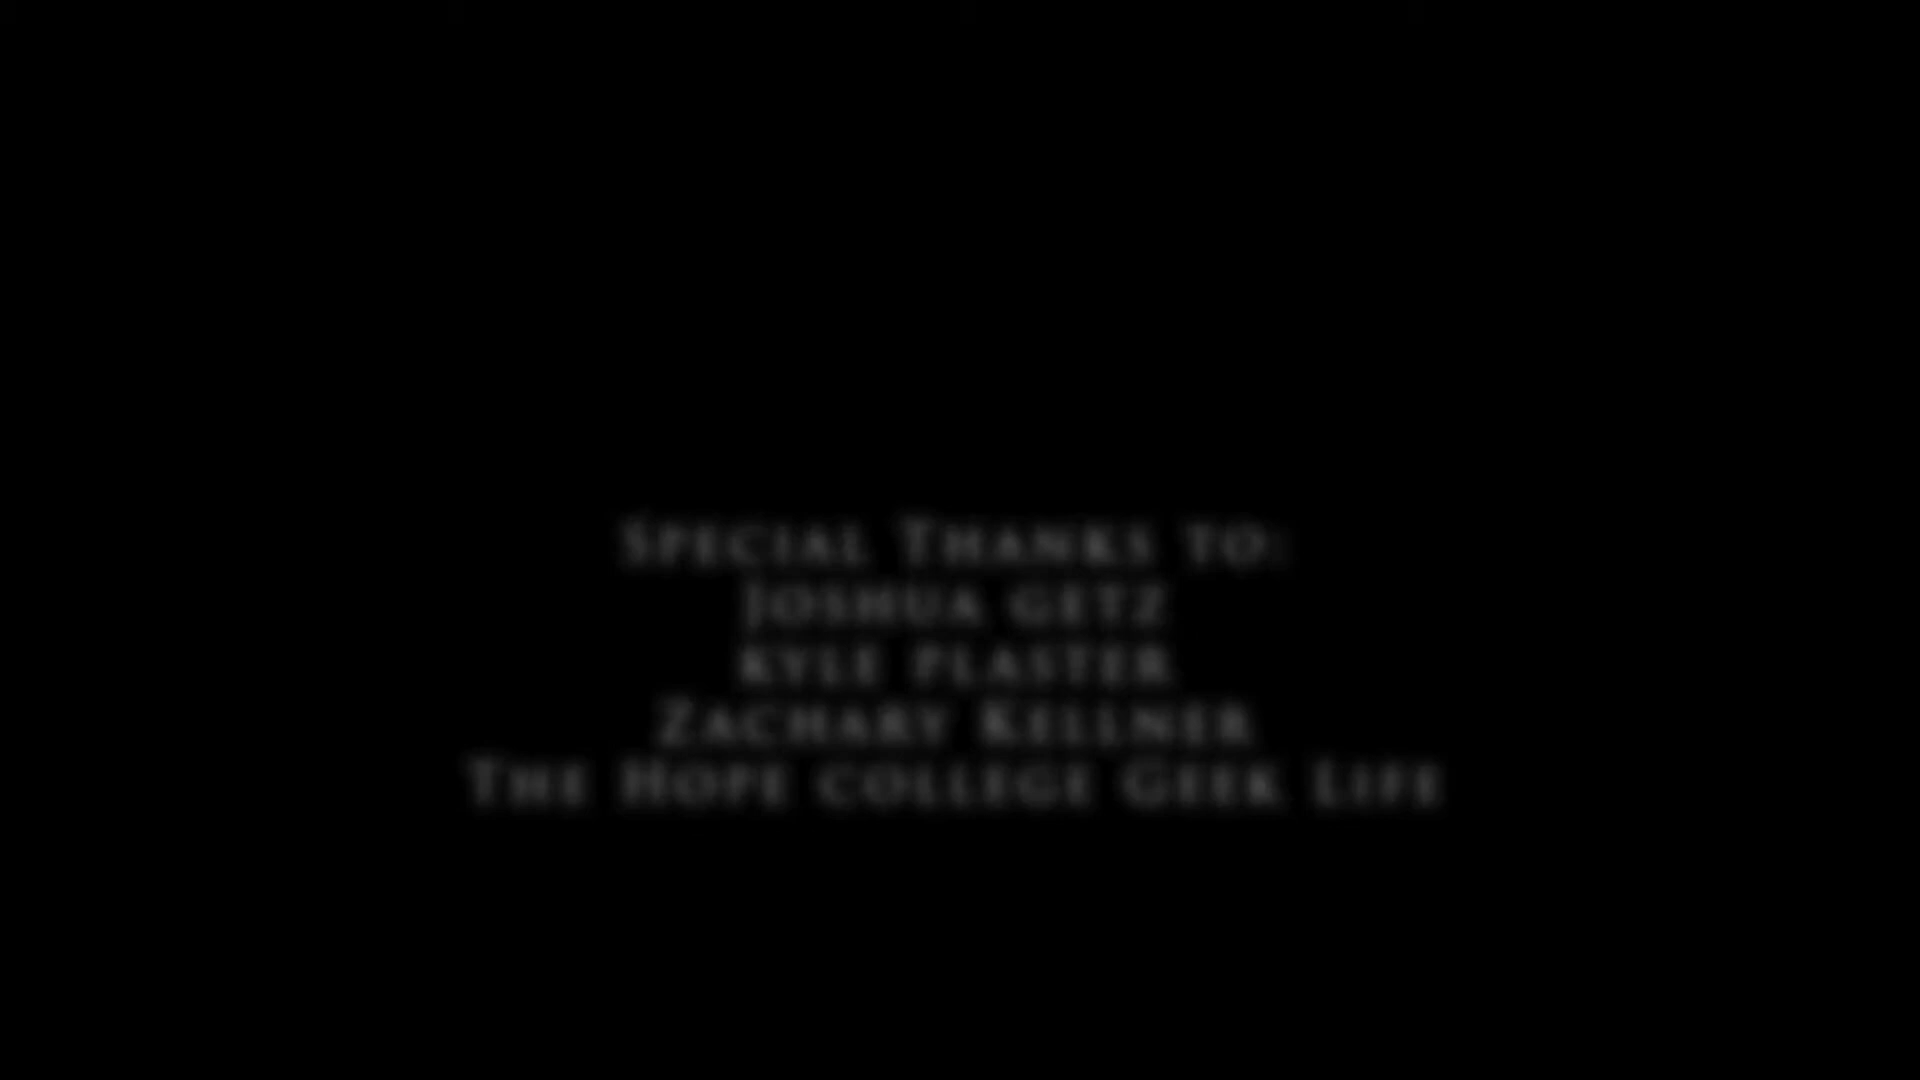 Special Thanks to:
Joshua getz
kyle plaster
Zachary Kellner
The Hope college Geek Life